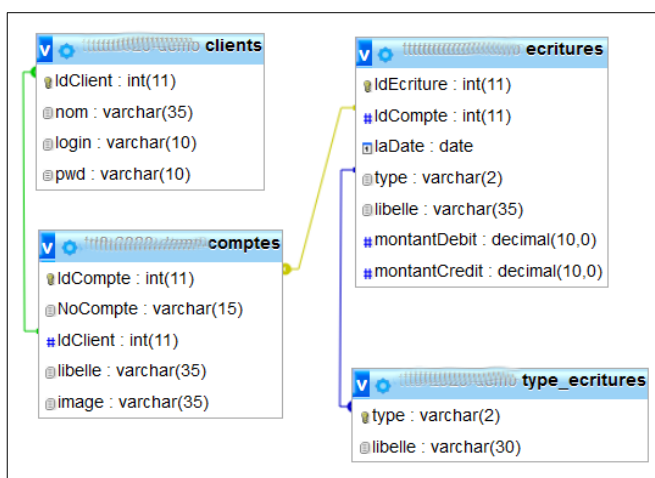 clients
IdClient : int(11)
nom : varchar(35)
login : varchar(10)
pwd : varchar(10)
comptes
IdCompte : int(11)
NoCompte : varchar(15)
IdClient : int(11)
libelle : varchar(35)
image : varchar(35)
ecritures
IdEcriture : int(11)
IdCompte : int(11)
laDate : date
type : varchar(2)
libelle : varchar(35)
montantDebit : decimal(10,0)
montantCredit : decimal(10,0)
type_ecritures
type : varchar(2)
libelle : varchar(30)